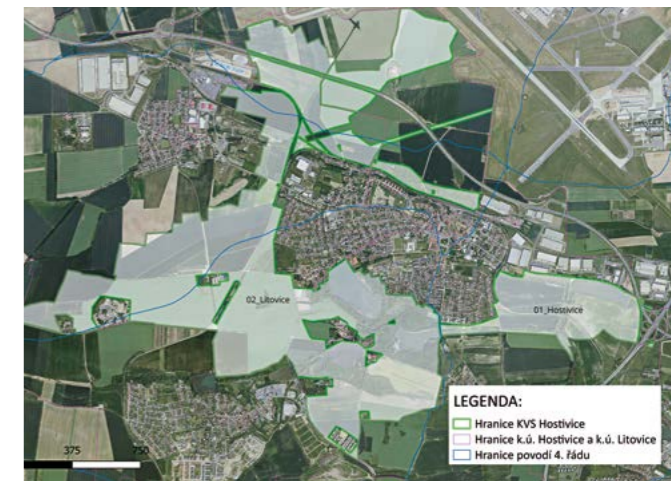 02_Litovice
01_Hostivice
LEGENDA:
Hranice KVS Hostivice
Hranice k.ú. Hostivice a k.ú. Litovice
Hranice povodí 4. řádu
375 750